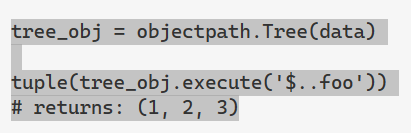 tree_obj = objectpath.Tree(data)
tuple(tree_obj.execute('$..foo'))
# returns: (1, 2, 3)